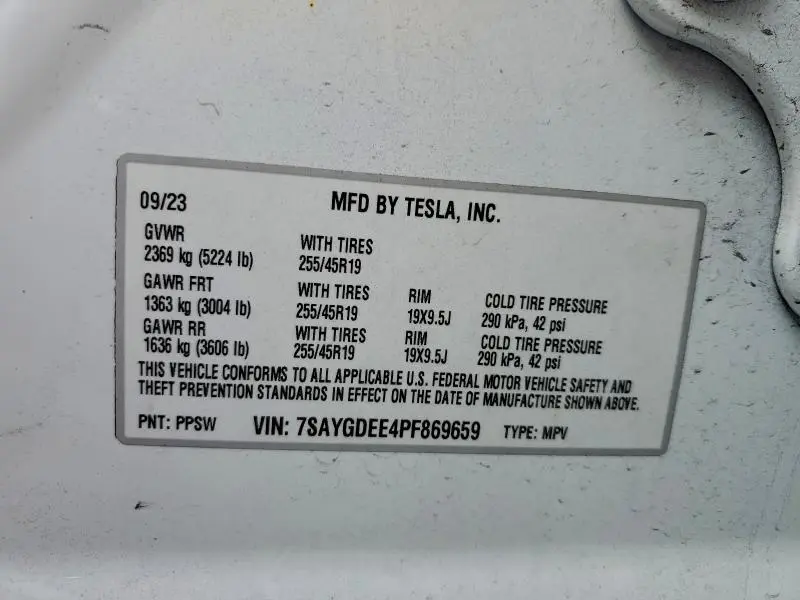 09/23 MFD BY TESLA, INC.
GVWR WITH TIRES
2369 kg (5224 lb) 255/45R19
GAWR FRT WITH TIRES RIM COLD TIRE PRESSURE
1363 kg (3004 lb) 255/45R19 19X9.5J 290 kPa, 42 psi
GAWR RR WITH TIRES RIM COLD TIRE PRESSURE
1636 kg (3606 lb) 255/45R19 19X9.5J 290 kPa, 42 psi
THIS VEHICLE CONFORMS TO ALL APPLICABLE U.S. FEDERAL MOTOR VEHICLE SAFETY AND
THEFT PREVENTION STANDARDS IN EFFECT ON THE DATE OF MANUFACTURE SHOWN ABOVE.
PNT: PPSW VIN: 7SAYGDEE4PF869659 TYPE: MPV